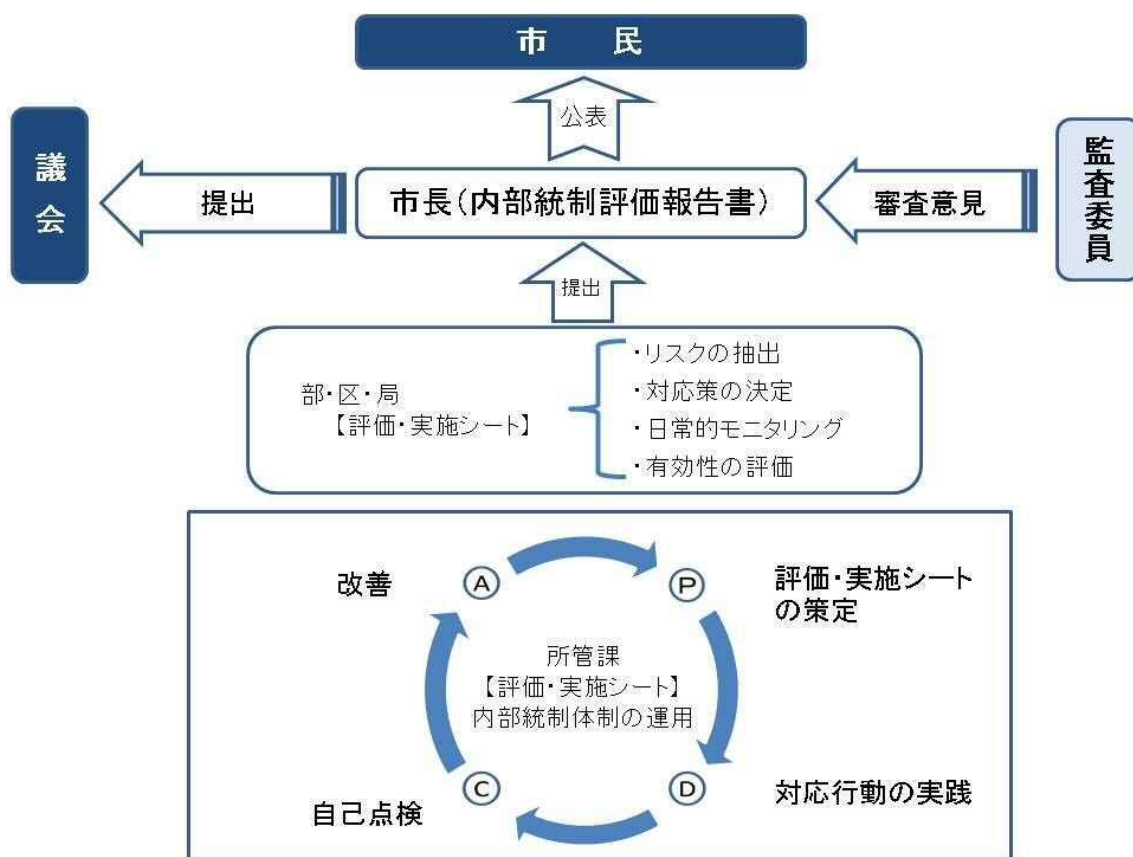 市 民
公表
議会
提出
市長(内部統制評価報告書)
審査意見
監査委員
提出
部・区・局
【評価・実施シート】
・リスクの抽出
・対応策の決定
・日常的モニタリング
・有効性の評価
改善
A
P
評価・実施シート
の策定
所管課
【評価・実施シート】
内部統制体制の運用
自己点検
C
D
対応行動の実践